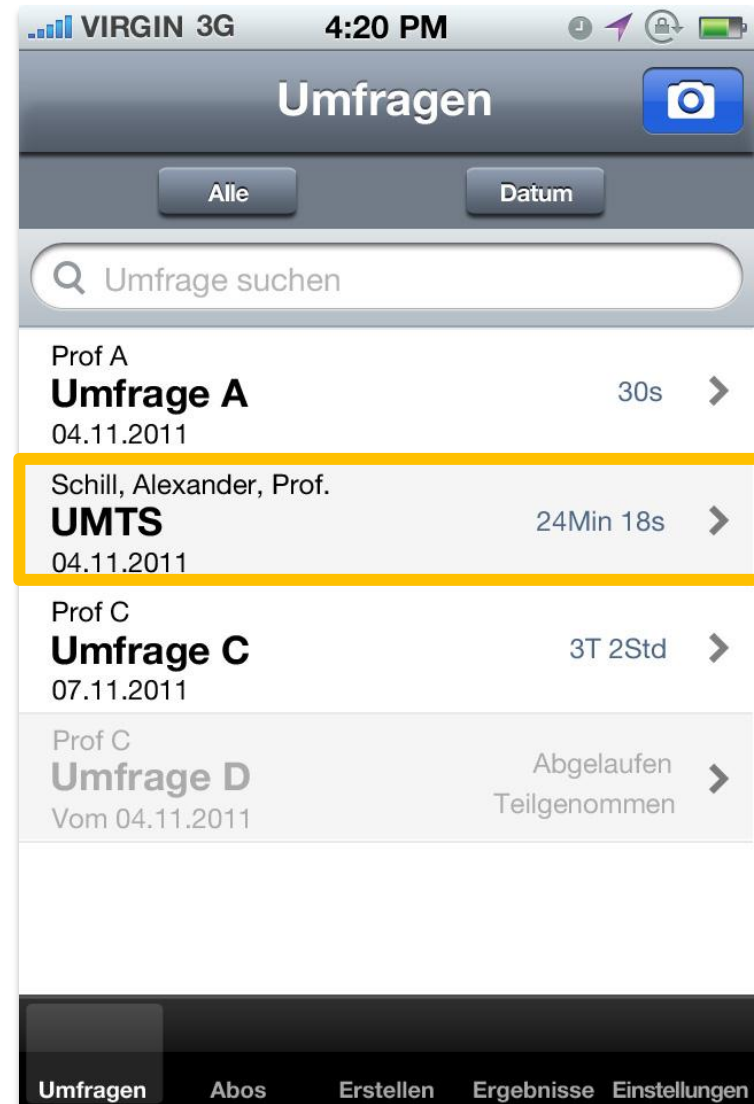 VIRGIN 3G 4:20 PM
Umfragen
Alle Datum
Umfrage suchen
Prof A
Umfrage A 30s
04.11.2011
Schill, Alexander, Prof.
UMTS 24Min 18s
04.11.2011
Prof C
Umfrage C 3T 2Std
07.11.2011
Prof C
Umfrage D Abgelaufen
Vom 04.11.2011 Teilgenommen
Umfragen Abos Erstellen Ergebnisse Einstellungen